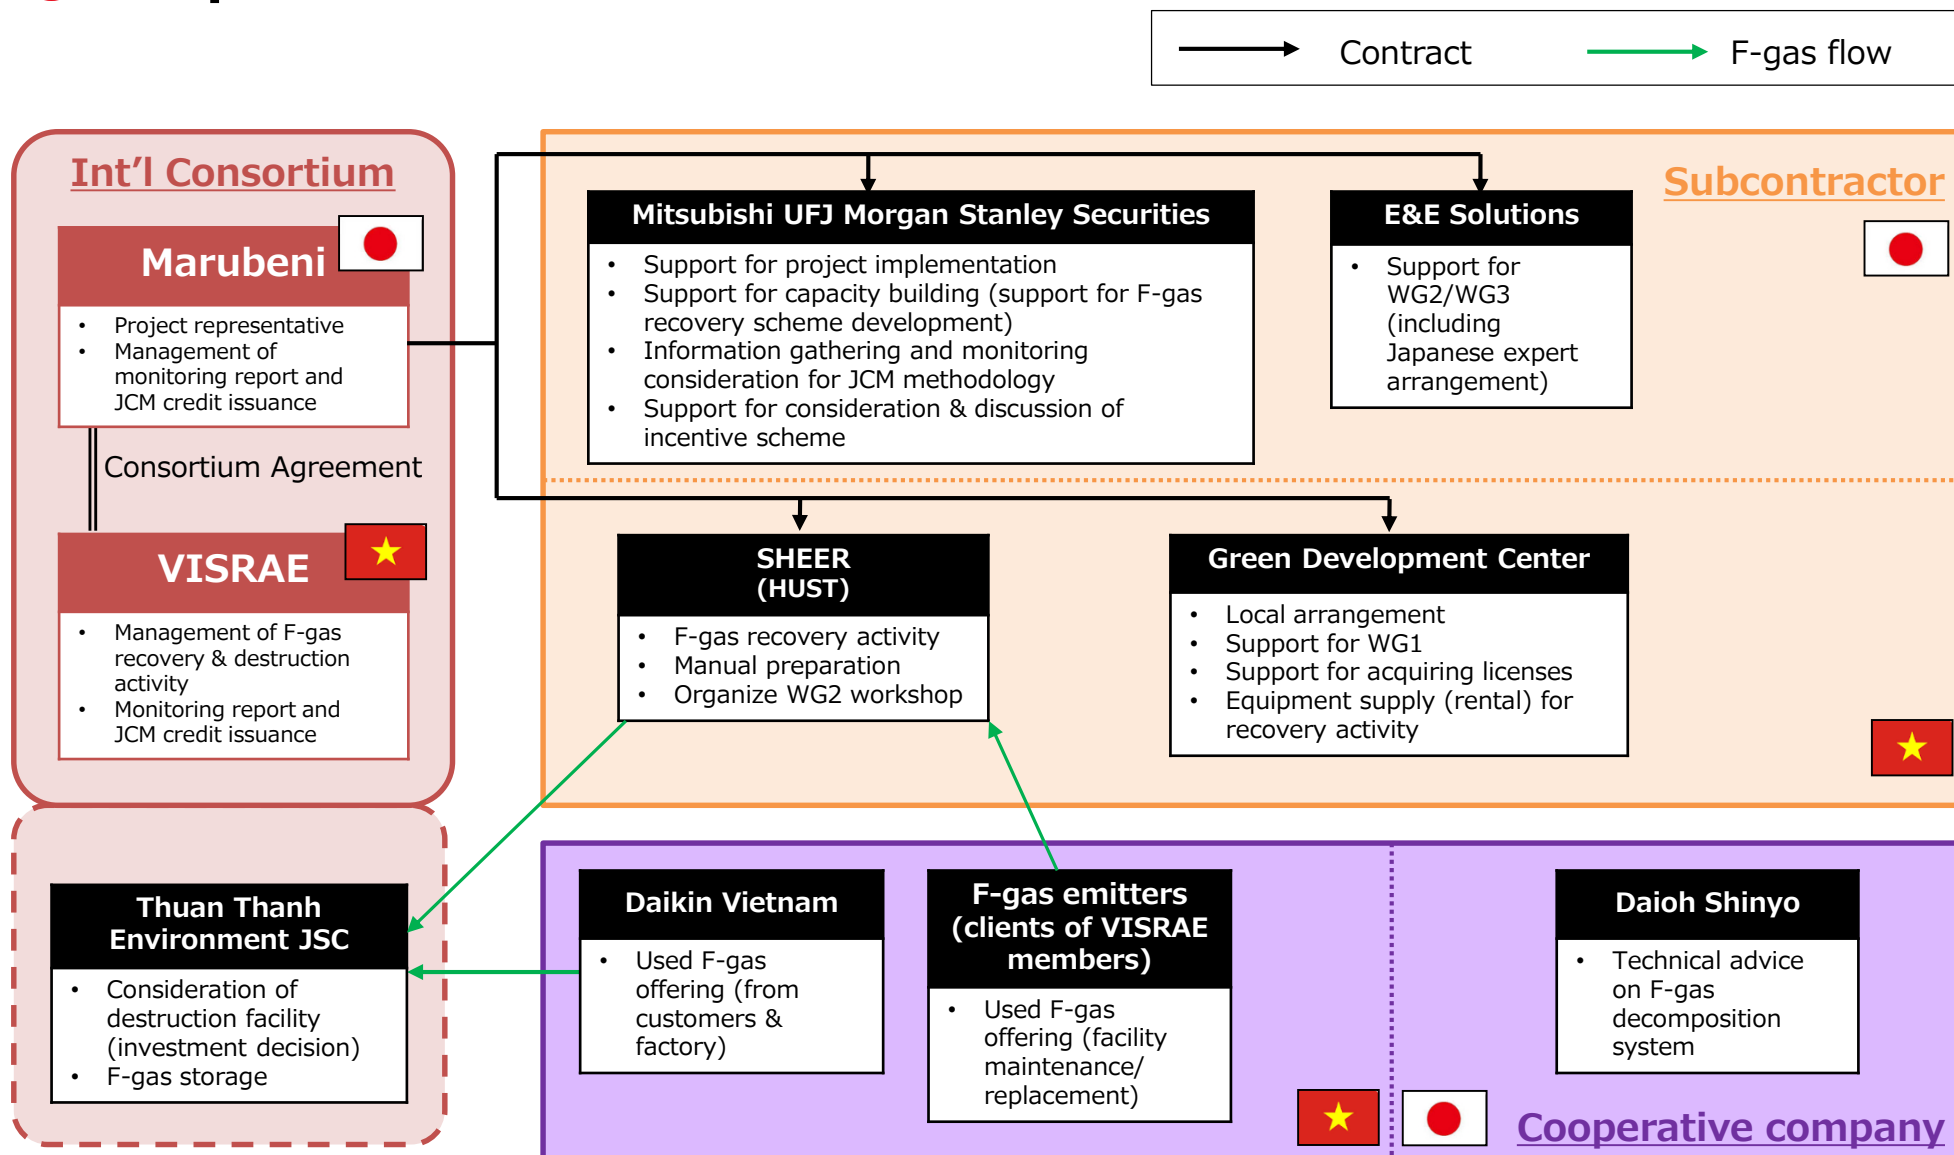 Contract
F-gas flow
Int'l Consortium
Marubeni
• Project representative
• Management of
monitoring report and
JCM credit issuance
Consortium Agreement
VISRAE
• Management of F-gas
recovery & destruction
activity
• Monitoring report and
JCM credit issuance
Thuan Thanh
Environment JSC
• Consideration of
destruction facility
(investment decision)
• F-gas storage
Subcontractor
Mitsubishi UFJ Morgan Stanley Securities
• Support for project implementation
• Support for capacity building (support for F-gas
recovery scheme development)
• Information gathering and monitoring
consideration for JCM methodology
• Support for consideration & discussion of
incentive scheme
E&E Solutions
• Support for
WG2/WG3
(including
Japanese expert
arrangement)
SHEER
(HUST)
• F-gas recovery activity
• Manual preparation
• Organize WG2 workshop
Green Development Center
• Local arrangement
• Support for WG1
• Support for acquiring licenses
• Equipment supply (rental) for
recovery activity
Daikin Vietnam
• Used F-gas
offering (from
customers &
factory)
F-gas emitters
(clients of VISRAE
members)
• Used F-gas
offering (facility
maintenance/
replacement)
Daioh Shinyo
• Technical advice
on F-gas
decomposition
system
Cooperative company